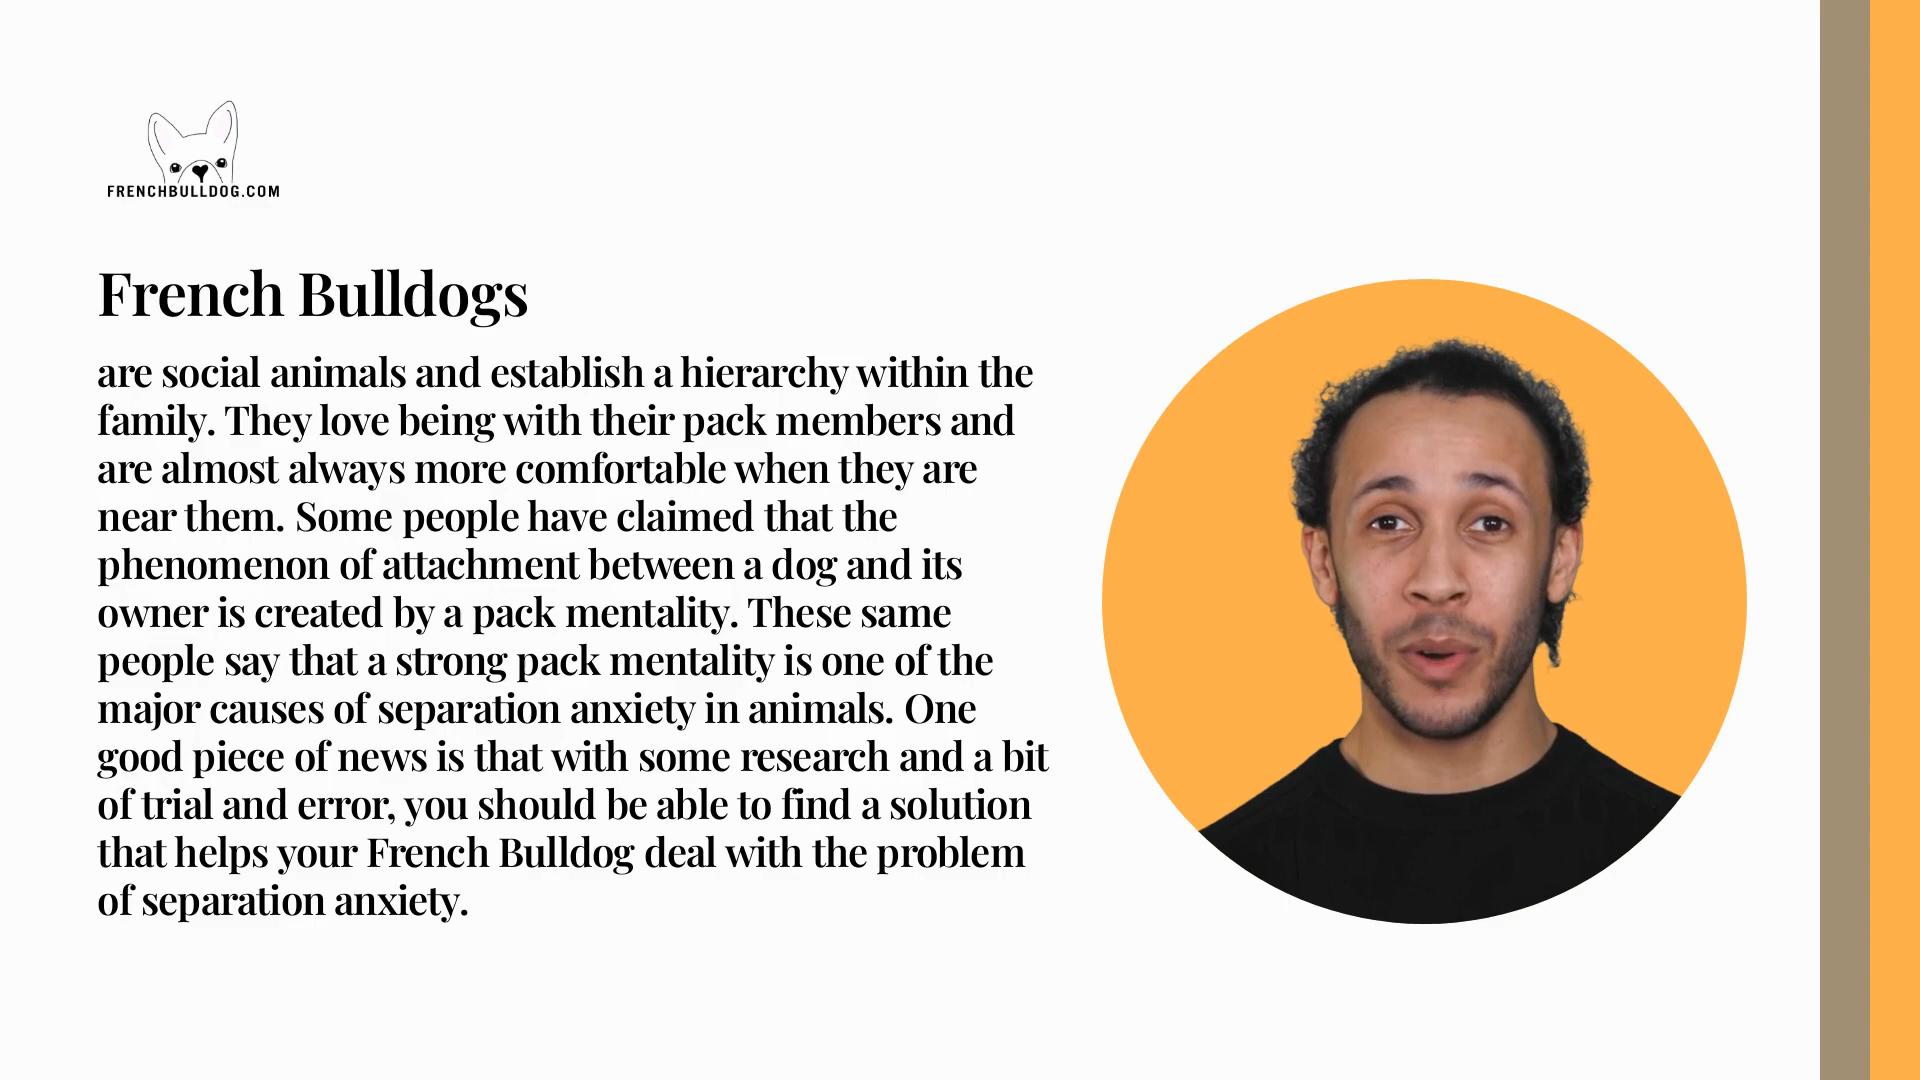 FRENCHBULLDOG.COM
French Bulldogs
are social animals and establish a hierarchy within the
family. They love being with their pack members and
are almost always more comfortable when they are
near them. Some people have claimed that the
phenomenon of attachment between a dog and its
owner is created by a pack mentality. These same
people say that a strong pack mentality is one of the
major causes of separation anxiety in animals. One
good piece of news is that with some research and a bit
of trial and error, you should be able to find a solution
that helps your French Bulldog deal with the problem
of separation anxiety.